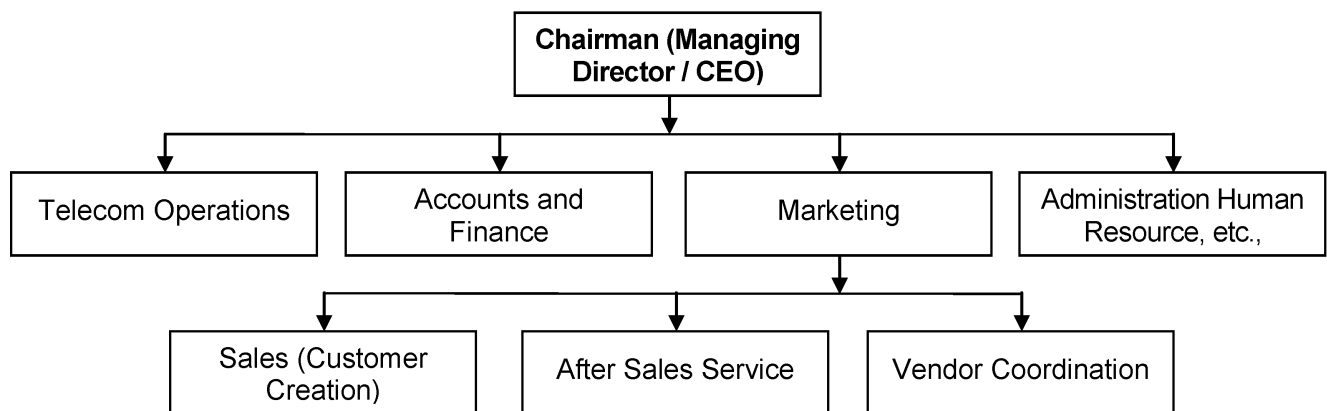 Chairman (Managing
Director / CEO)
Telecom Operations
Accounts and
Finance
Marketing
Administration Human
Resource, etc.,
Sales (Customer
Creation)
After Sales Service
Vendor Coordination